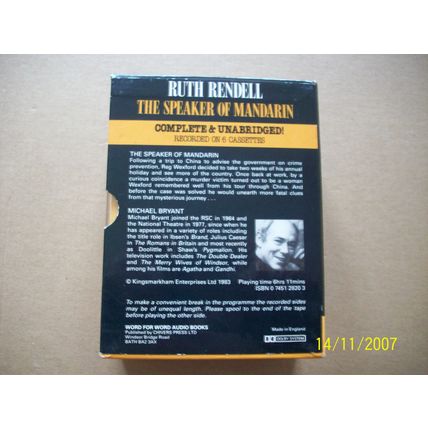 RUTH RENDELL
THE SPEAKER OF MANDARIN
COMPLETE & UNABRIDGED!
RECORDED ON 6 CASSETTES
THE SPEAKER OF MANDARIN
Following a trip to China to advise the government on crime
prevention, Reg Wexford decided to take two weeks of his annual
holiday and see more of the country. Once back at work, by a
curious coincidence a murder victim turned out to be a woman
Wexford remembered well from his tour through China. And
before the case was solved he would unearth more fatal clues
from that mysterious journey . . .
MICHAEL BRYANT
Michael Bryant joined the RSC in 1964 and
the National Theatre in 1977, since when he
has appeared in a variety of roles including
the title role in Ibsen's Brand, Julius Caesar
in The Romans in Britain and most recently
as Doolittle in Shaw's Pygmalion. His
television work includes The Double Dealer
and The Merry Wives of Windsor, while
among his films are Agatha and Gandhi.
© Kingsmarkham Enterprises Ltd 1983
Playing time 6hrs 11mins
ISBN 0 7451 2820 3
To make a convenient break in the programme the recorded sides
may be of unequal length. Please spool to the end of the tape
before playing the other side.
WORD FOR WORD AUDIO BOOKS
Published by CHIVERS PRESS LTD
Windsor Bridge Road
BATH BA2 3AX
Made in England
DOLBY SYSTEM
14/11/2007